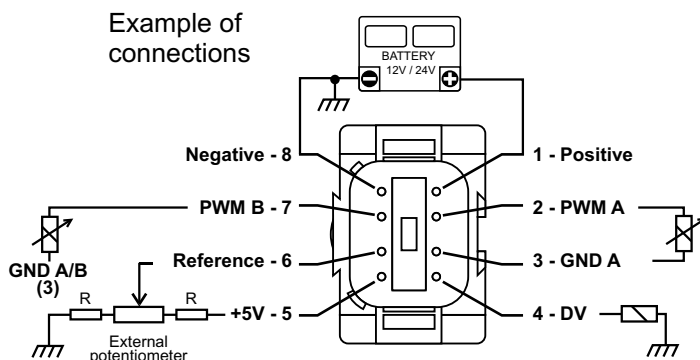 Example of
connections
BATTERY
12V / 24V
Negative - 8
1 - Positive
PWM B - 7
2 - PWM A
GND A/B
(3)
Reference - 6
3 - GND A
R
R
+5V - 5
4 - DV
External
potentiometer